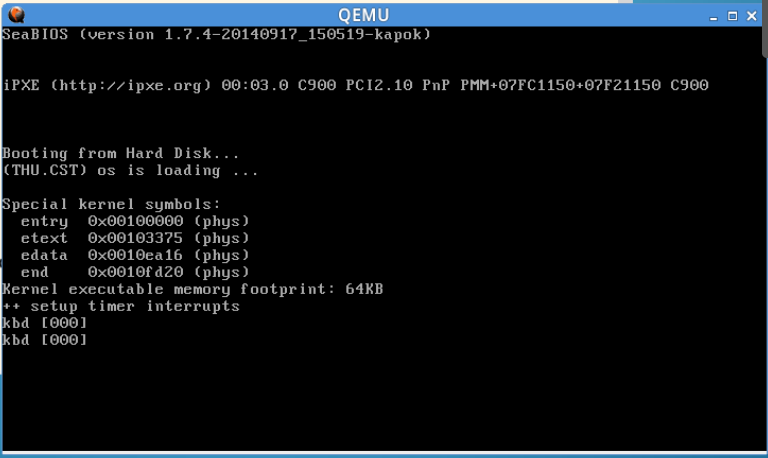 QEMU
SeaBIOS (version 1.7.4-20140917_150519-kapok)
iPXE (http://ipxe.org) 00:03.0 C900 PCI2.10 PnP PMM+07FC1150+07F21150 C900
Booting from Hard Disk...
(THU.CST) os is loading ...
Special kernel symbols:
  entry  0x00100000 (phys)
  etext  0x00103375 (phys)
  edata  0x0010ea16 (phys)
  end    0x0010fd20 (phys)
Kernel executable memory footprint: 64KB
++ setup timer interrupts
kbd [000]
kbd [000]